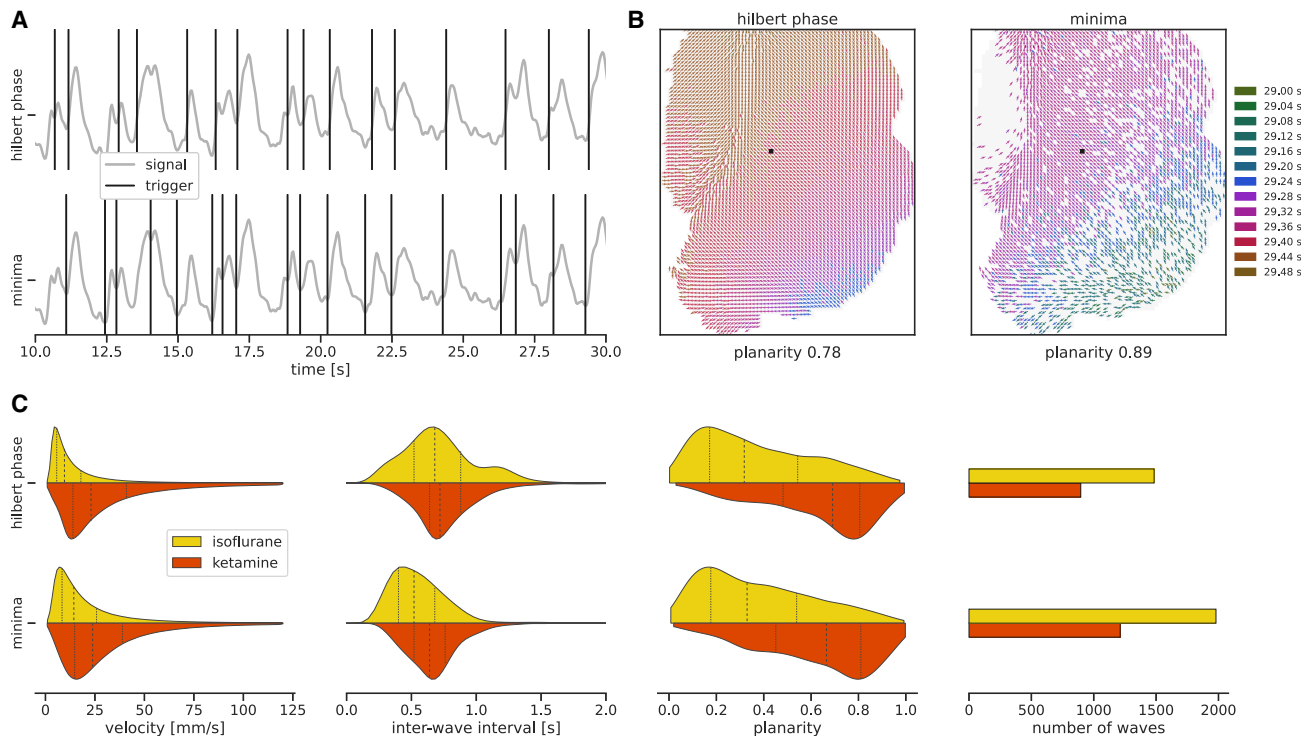 A
hilbert phase
signal
trigger
minima
10.0 12.5 15.0 17.5 20.0 22.5 25.0 27.5 30.0
time [s]
B
hilbert phase
minima
planarity 0.78
planarity 0.89
29.00 s
29.04 s
29.08 s
29.12 s
29.16 s
29.20 s
29.24 s
29.28 s
29.32 s
29.36 s
29.40 s
29.44 s
29.48 s
C
hilbert phase
minima
isoflurane
ketamine
0 25 50 75 100 125
velocity [mm/s]
0.0 0.5 1.0 1.5 2.0
inter-wave interval [s]
0.0 0.2 0.4 0.6 0.8 1.0
planarity
0 500 1000 1500 2000
number of waves